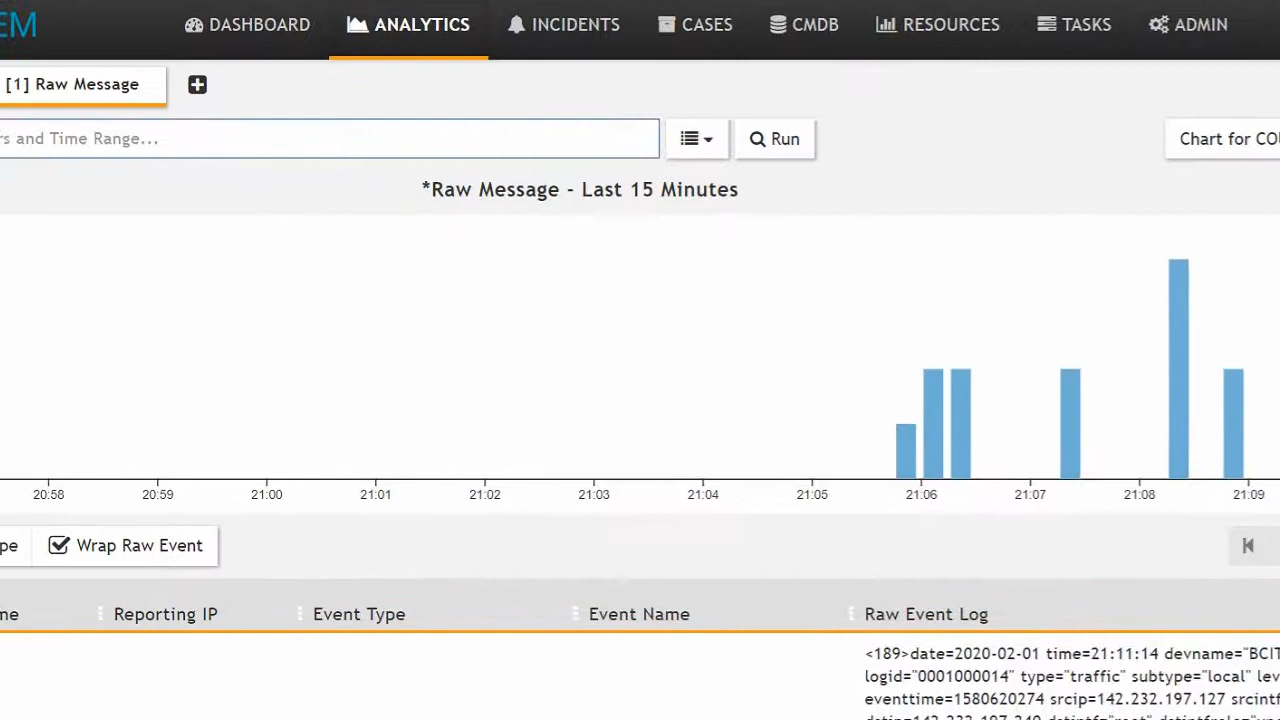 EM DASHBOARD ANALYTICS INCIDENTS CASES CMDB RESOURCES TASKS ADMIN
[1] Raw Message
rs and Time Range... Run Chart for COU
*Raw Message - Last 15 Minutes
20:58 20:59 21:00 21:01 21:02 21:03 21:04 21:05 21:06 21:07 21:08 21:09
pe Wrap Raw Event
me Reporting IP Event Type Event Name Raw Event Log
<189>date=2020-02-01 time=21:11:14 devname="BCIT
logid="0001000014" type="traffic" subtype="local" leve
eventtime=1580620274 srcip=142.232.197.127 srcintf